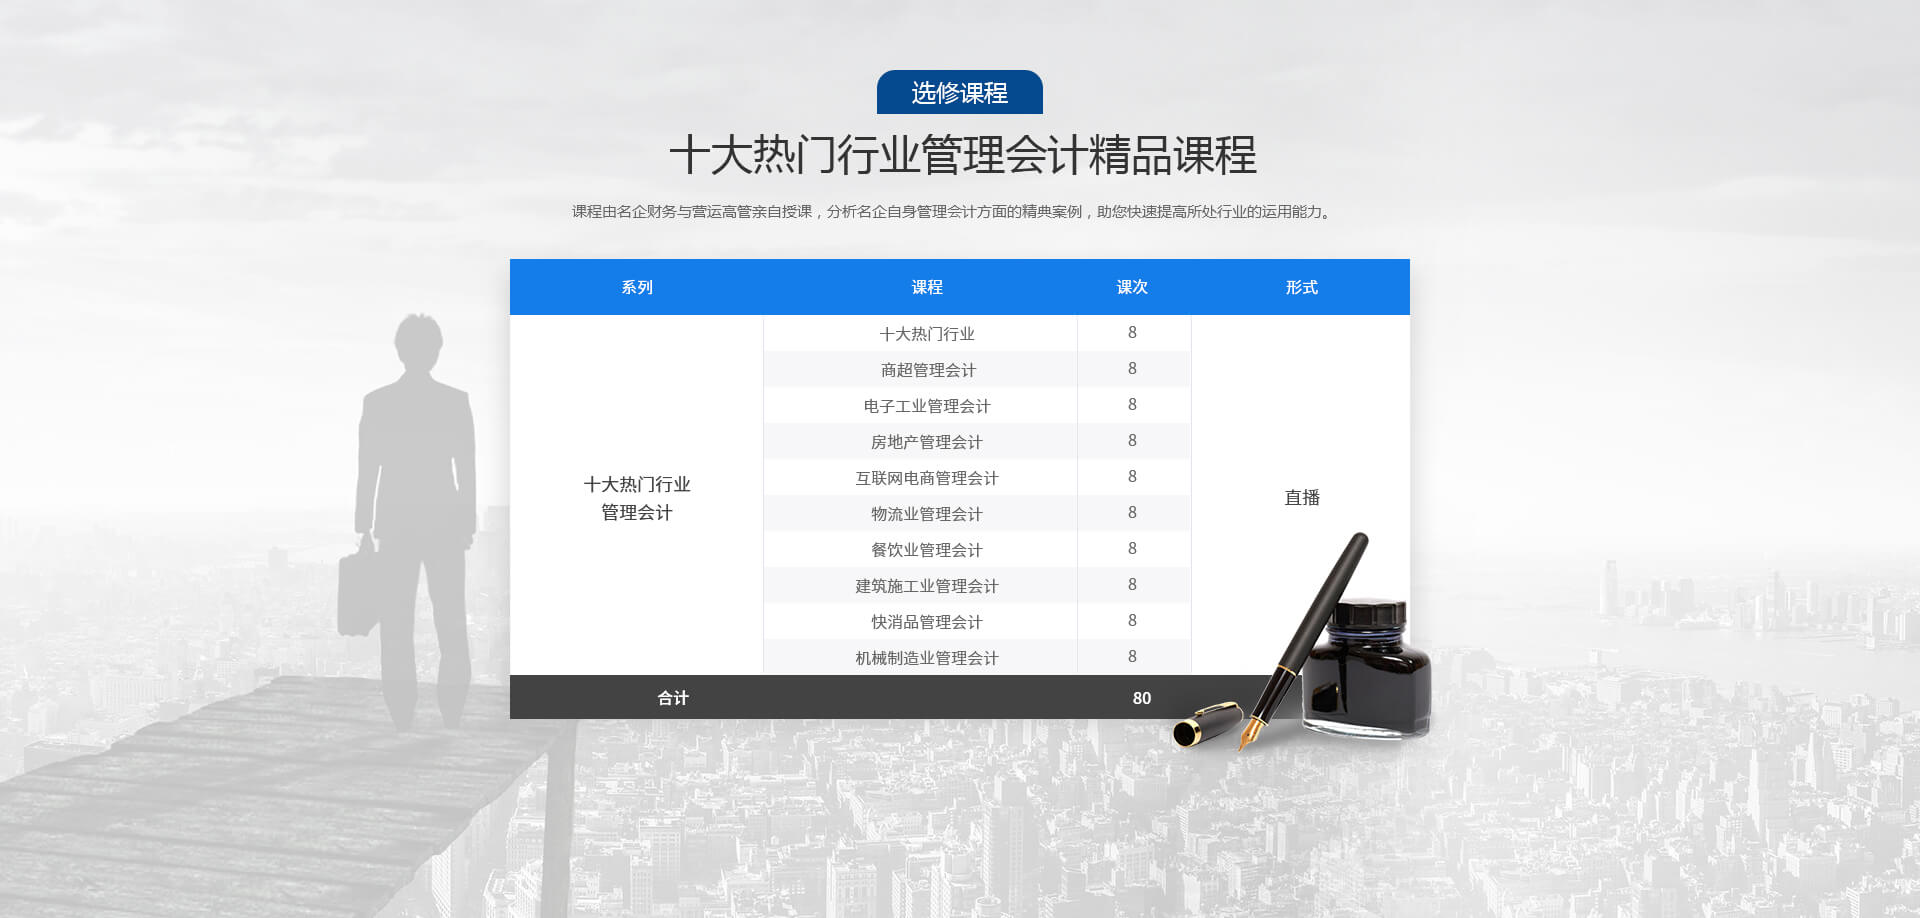 选修课程
十大热门行业管理会计精品课程
课程由名企财务与营运高管亲自授课，分析名企自身管理会计方面的精典案例，助您快速提高所处行业的运用能力。
系列 课程 课次 形式
十大热门行业 8
商超管理会计 8
电子工业管理会计 8
房地产管理会计 8
互联网电商管理会计 8
十大热门行业
管理会计
直播
物流业管理会计 8
餐饮业管理会计 8
建筑施工业管理会计 8
快消品管理会计 8
机械制造业管理会计 8
合计 80